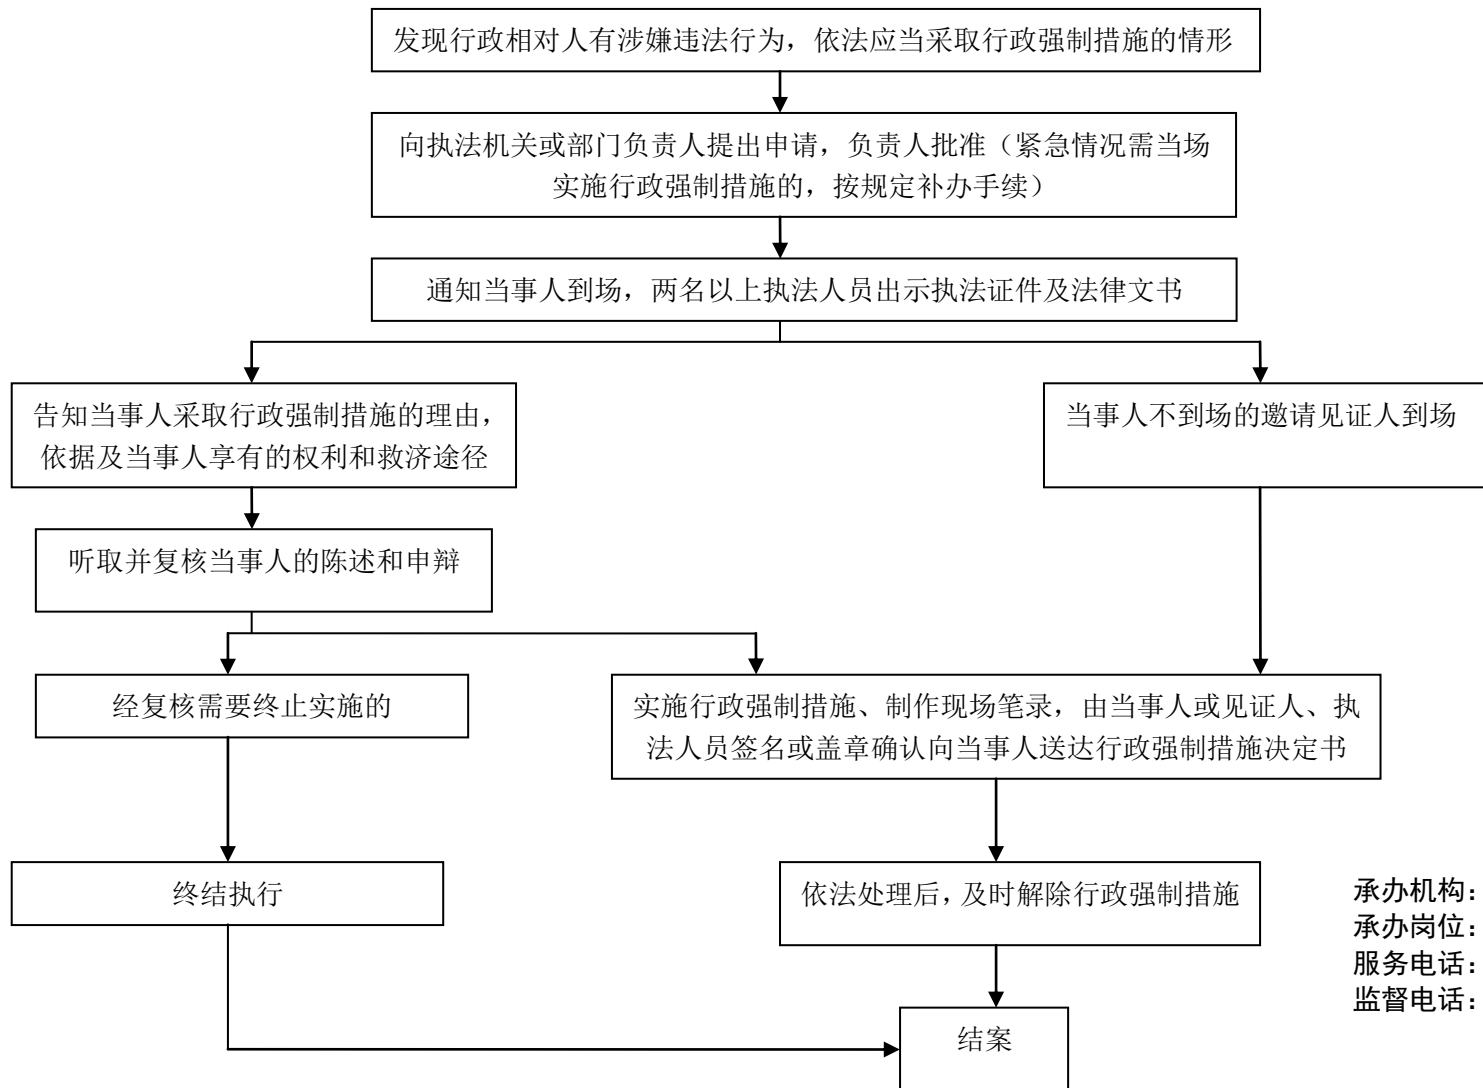 发现行政相对人有涉嫌违法行为，依法应当采取行政强制措施的情形
向执法机关或部门负责人提出申请，负责人批准（紧急情况需当场
实施行政强制措施的，按规定补办手续）
通知当事人到场，两名以上执法人员出示执法证件及法律文书
告知当事人采取行政强制措施的理由，
依据及当事人享有的权利和救济途径
当事人不到场的邀请见证人到场
听取并复核当事人的陈述和申辩
经复核需要终止实施的
实施行政强制措施、制作现场笔录，由当事人或见证人、执
法人员签名或盖章确认向当事人送达行政强制措施决定书
终结执行
依法处理后，及时解除行政强制措施
承办机构：
承办岗位：
服务电话：
监督电话：
结案